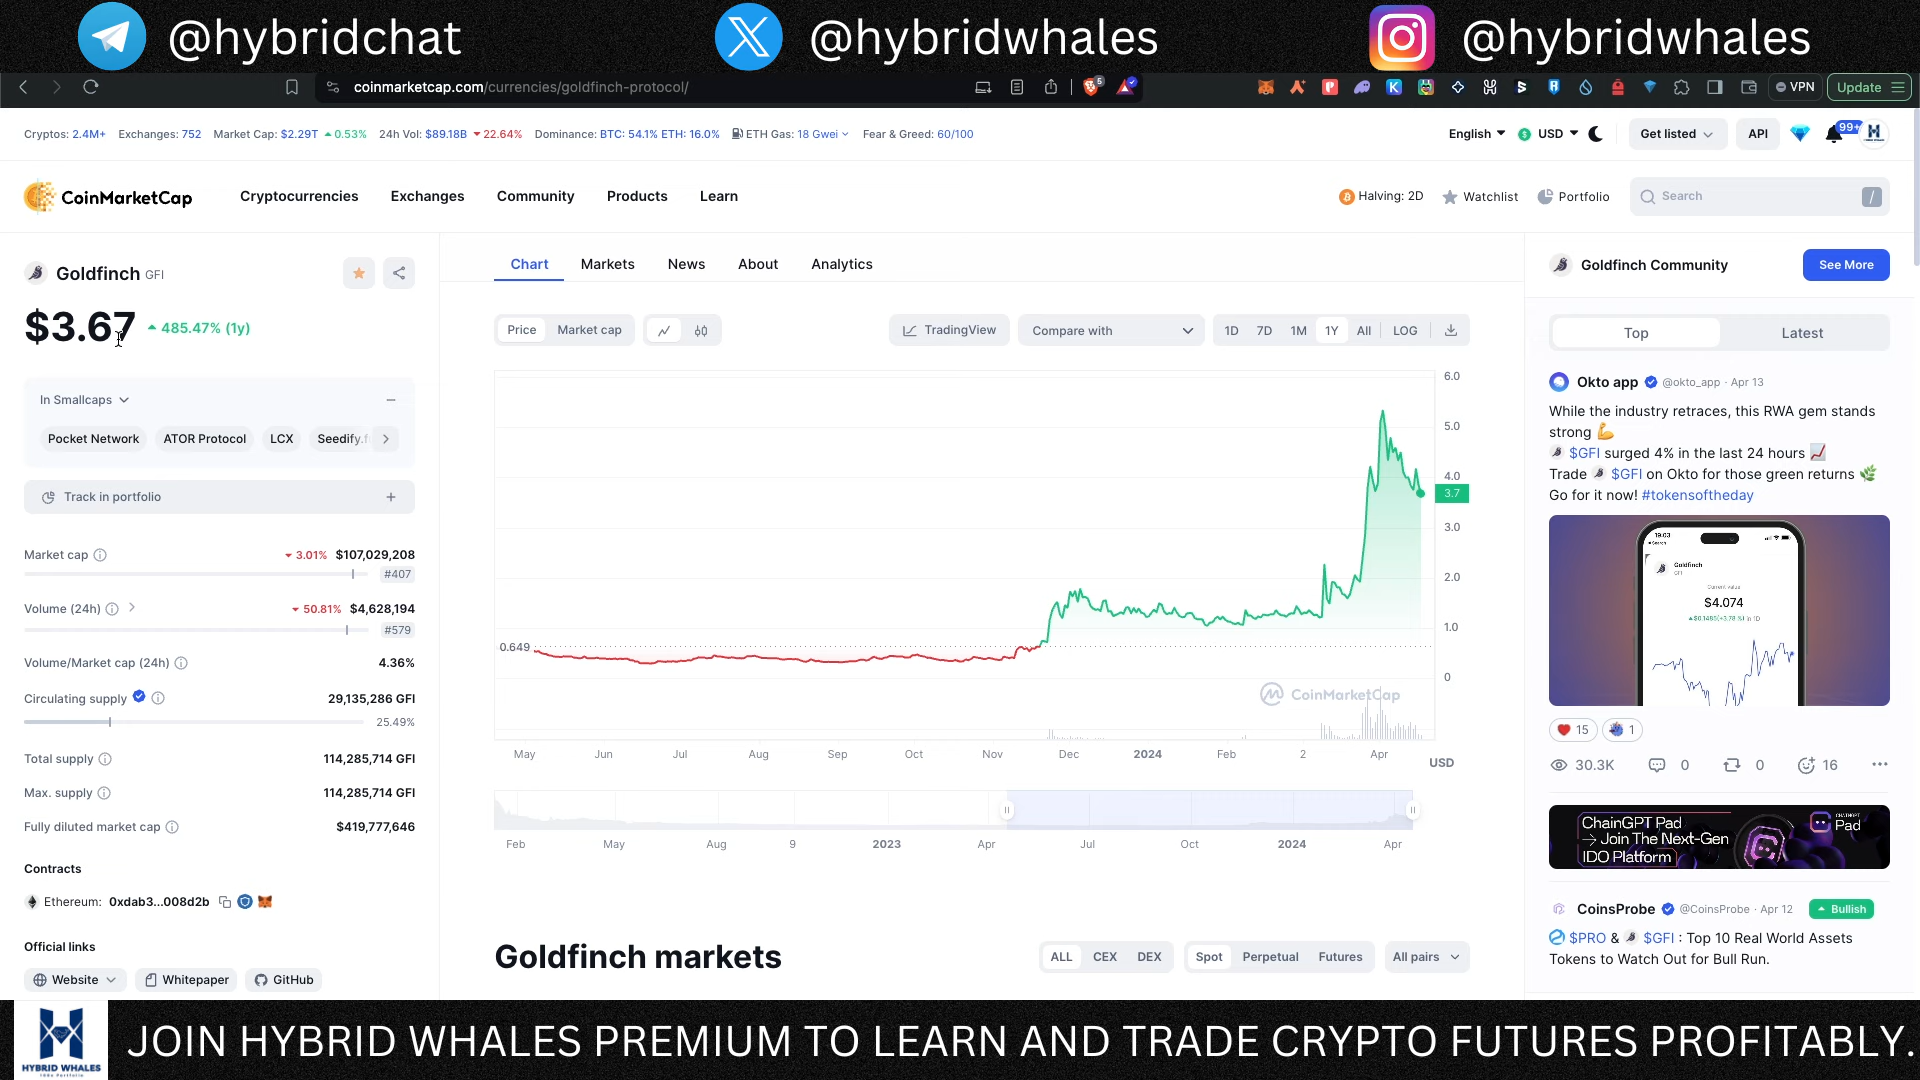 @hybridchat
@hybridwhales
@hybridwhales
coinmarketcap.com/currencies/goldfinch-protocol/
5
VPN
Update
Cryptos: 2.4M+ Exchanges: 752 Market Cap: $2.29T 0.53% 24h Vol: $89.18B 22.64% Dominance: BTC: 54.1% ETH: 16.0% ETH Gas: 18 Gwei Fear & Greed: 60/100
English USD Get listed API 99+
CoinMarketCap
Cryptocurrencies Exchanges Community Products Learn
Halving: 2D Watchlist Portfolio Search /
Goldfinch GFI
$3.67 485.47% (1y)
In Smallcaps
Pocket Network ATOR Protocol LCX Seedify.f
Track in portfolio +
Market cap 3.01% $107,029,208
#407
Volume (24h) 50.81% $4,628,194
#579
Volume/Market cap (24h) 4.36%
Circulating supply 29,135,286 GFI
25.49%
Total supply 114,285,714 GFI
Max. supply 114,285,714 GFI
Fully diluted market cap $419,777,646
Contracts
Ethereum: 0xdab3...008d2b
Official links
Website Whitepaper GitHub
Chart Markets News About Analytics
Price Market cap TradingView Compare with 1D 7D 1M 1Y All LOG
6.0
5.0
4.0
3.7
3.0
2.0
1.0
0.649
0
CoinMarketCap
May Jun Jul Aug Sep Oct Nov Dec 2024 Feb 2 Apr
USD
Feb May Aug 9 2023 Apr Jul Oct 2024 Apr
Goldfinch markets
ALL CEX DEX Spot Perpetual Futures All pairs
Goldfinch Community See More
Top Latest
Okto app @okto_app · Apr 13
While the industry retraces, this RWA gem stands
strong 💪
$GFI surged 4% in the last 24 hours 📈
Trade $GFI on Okto for those green returns 🌿
Go for it now! #tokensoftheday
19:03
Search
Goldfinch
GFI
Current value
$4.074
15 1
30.3K 0 0 16
ChainGPT Pad
→ Join The Next-Gen
IDO Platform
CHAINGPT
Pad
CoinsProbe @CoinsProbe · Apr 12 Bullish
$PRO & $GFI : Top 10 Real World Assets
Tokens to Watch Out for Bull Run.
HYBRID WHALES
JOIN HYBRID WHALES PREMIUM TO LEARN AND TRADE CRYPTO FUTURES PROFITABLY.